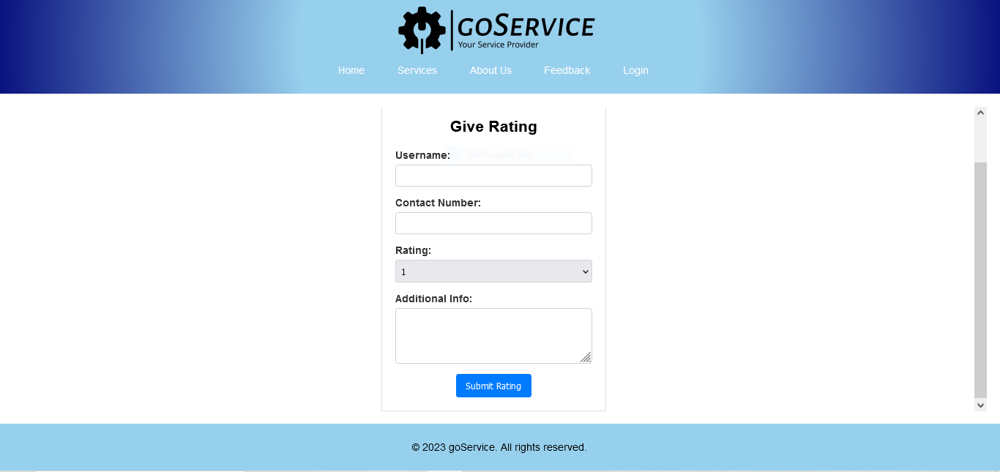 goService
Your Service Provider
Home Services About Us Feedback Login
Give Rating
Rectangular Snip
Username:
Contact Number:
Rating:
1
Additional Info:
Submit Rating
© 2023 goService. All rights reserved.